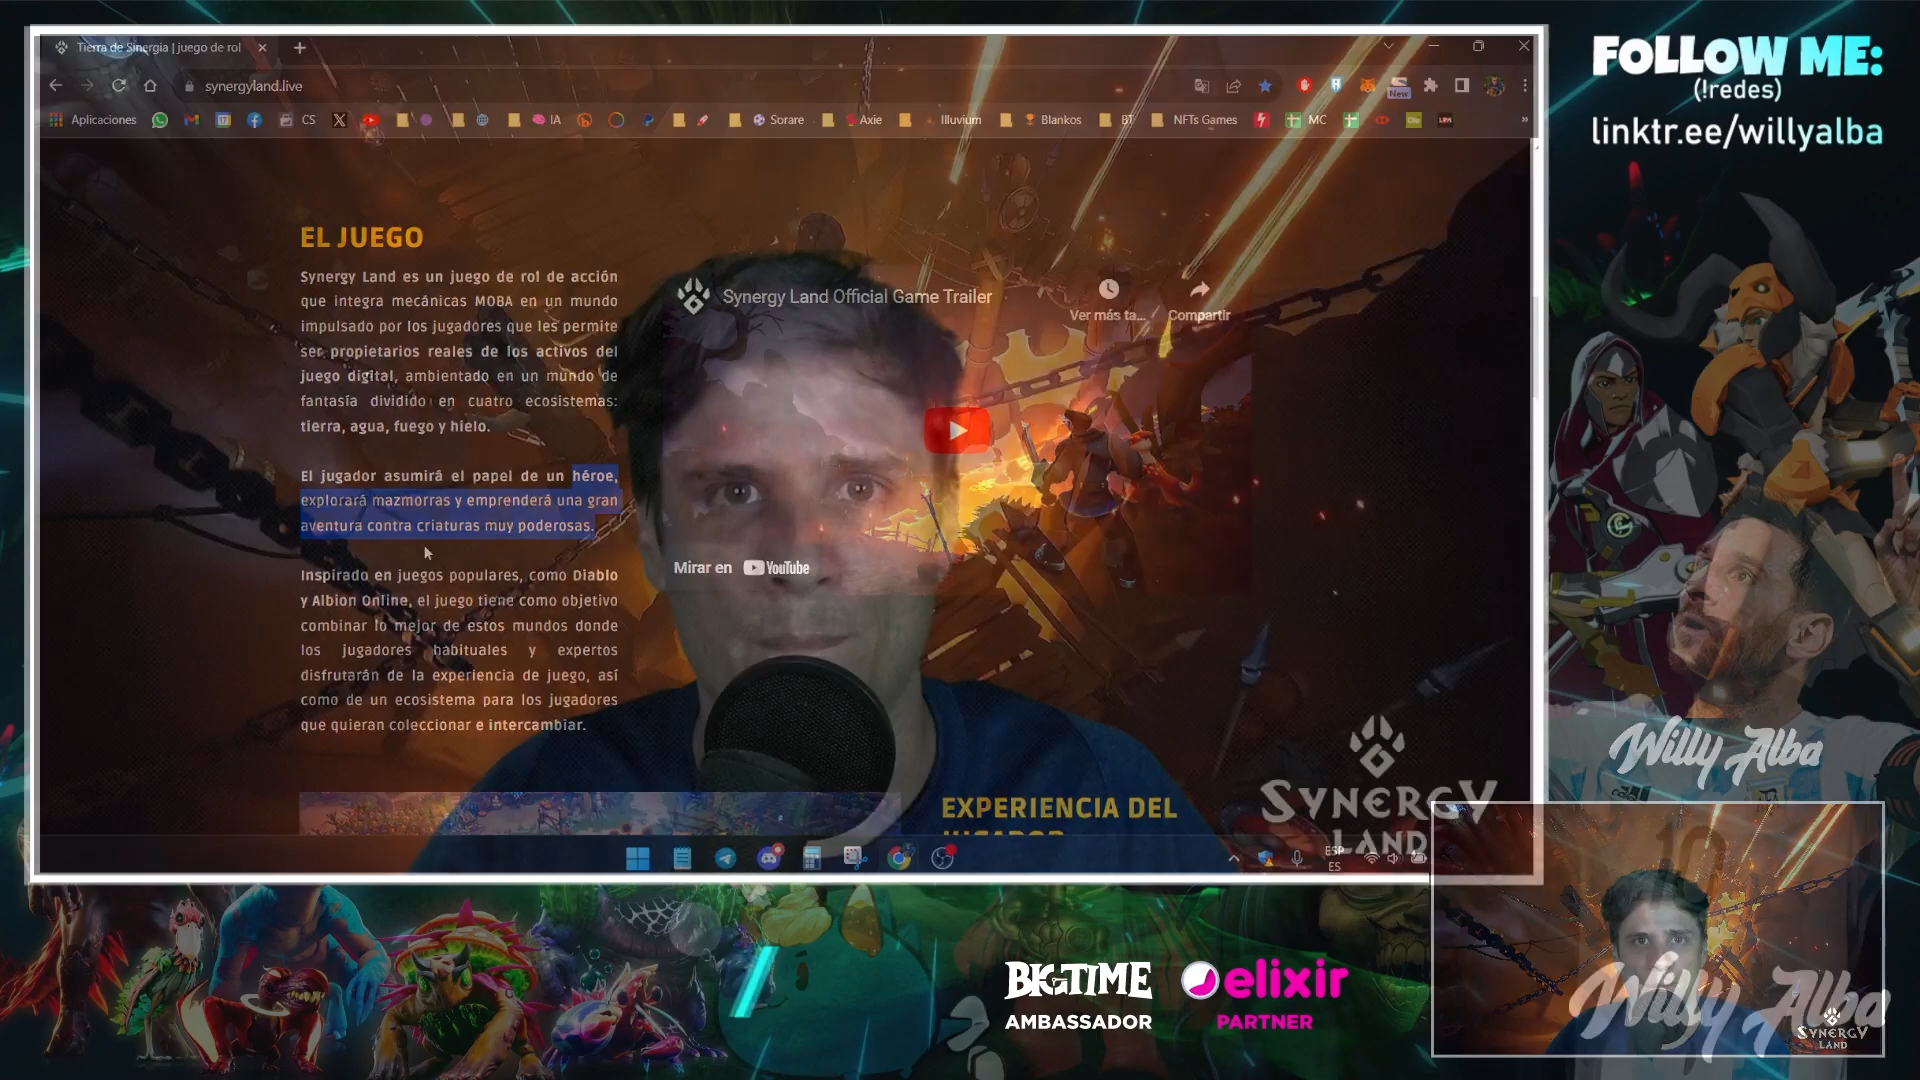 Tierra de Sinergia | juego de rol
synergyland.live
New
Aplicaciones
CS
IA
Sorare
Axie
Illuvium
Blankos
BT
NFTs Games
MC
»
EL JUEGO
Synergy Land es un juego de rol de acción
que integra mecánicas MOBA en un mundo
impulsado por los jugadores que les permite
ser propietarios reales de los activos del
juego digital, ambientado en un mundo de
fantasía dividido en cuatro ecosistemas:
tierra, agua, fuego y hielo.
El jugador asumirá el papel de un héroe,
explorará mazmorras y emprenderá una gran
aventura contra criaturas muy poderosas.
Inspirado en juegos populares, como Diablo
y Albion Online, el juego tiene como objetivo
combinar lo mejor de estos mundos donde
los jugadores habituales y expertos
disfrutarán de la experiencia de juego, así
como de un ecosistema para los jugadores
que quieran coleccionar e intercambiar.
Synergy Land Official Game Trailer
Ver más ta...
Compartir
Mirar en YouTube
EXPERIENCIA DEL
JUGADOR
SYNERGY
LAND
ESP
ES
FOLLOW ME:
(!redes)
linktr.ee/willyalba
Willy Alba
10
Willy Alba
SYNERGY
LAND
BIGTIME
AMBASSADOR
elixir
PARTNER